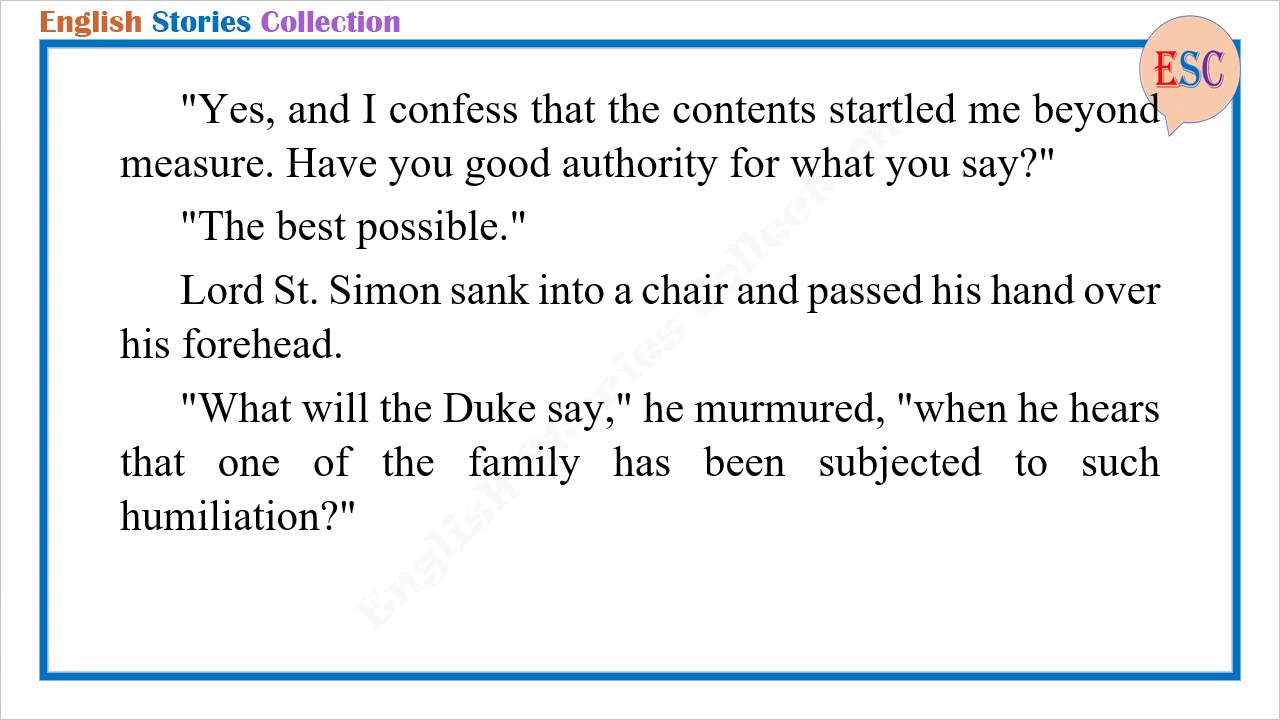 English Stories Collection
ESC
"Yes, and I confess that the contents startled me beyond
measure. Have you good authority for what you say?"
"The best possible."
Lord St. Simon sank into a chair and passed his hand over
his forehead.
"What will the Duke say," he murmured, "when he hears
that one of the family has been subjected to such
humiliation?"
English Stories Collection